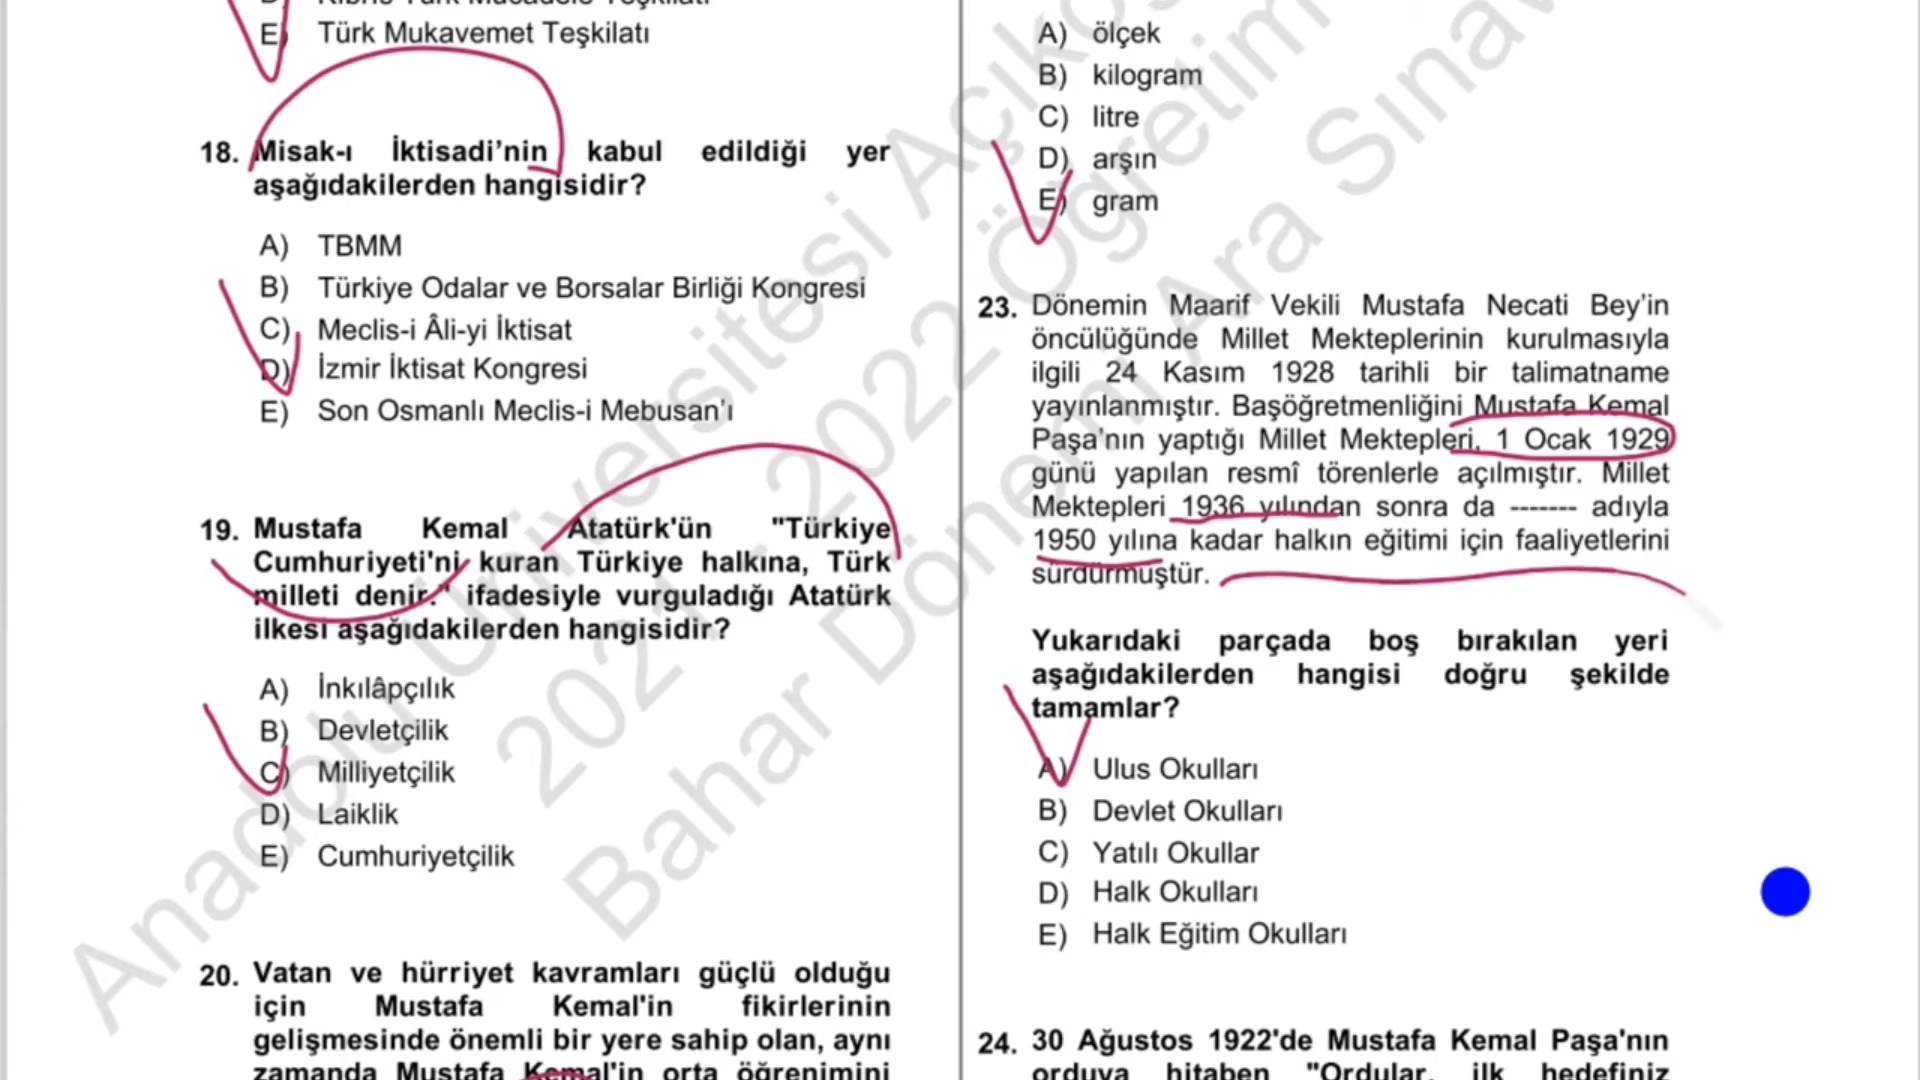 E) Türk Mukavemet Teşkilatı
18. Misak-ı İktisadi’nin kabul edildiği yer
aşağıdakilerden hangisidir?
A) TBMM
B) Türkiye Odalar ve Borsalar Birliği Kongresi
C) Meclis-i Âli-yi İktisat
D) İzmir İktisat Kongresi
E) Son Osmanlı Meclis-i Mebusan’ı
19. Mustafa Kemal Atatürk'ün "Türkiye
Cumhuriyeti'ni kuran Türkiye halkına, Türk
milleti denir." ifadesiyle vurguladığı Atatürk
ilkesi aşağıdakilerden hangisidir?
A) İnkılâpçılık
B) Devletçilik
C) Milliyetçilik
D) Laiklik
E) Cumhuriyetçilik
20. Vatan ve hürriyet kavramları güçlü olduğu
için Mustafa Kemal'in fikirlerinin
gelişmesinde önemli bir yere sahip olan, aynı
zamanda Mustafa Kemal'in orta öğrenimini
A) ölçek
B) kilogram
C) litre
D) arşın
E) gram
23. Dönemin Maarif Vekili Mustafa Necati Bey’in
öncülüğünde Millet Mekteplerinin kurulmasıyla
ilgili 24 Kasım 1928 tarihli bir talimatname
yayınlanmıştır. Başöğretmenliğini Mustafa Kemal
Paşa’nın yaptığı Millet Mektepleri, 1 Ocak 1929
günü yapılan resmî törenlerle açılmıştır. Millet
Mektepleri 1936 yılından sonra da ------- adıyla
1950 yılına kadar halkın eğitimi için faaliyetlerini
sürdürmüştür.
Yukarıdaki parçada boş bırakılan yeri
aşağıdakilerden hangisi doğru şekilde
tamamlar?
A) Ulus Okulları
B) Devlet Okulları
C) Yatılı Okullar
D) Halk Okulları
E) Halk Eğitim Okulları
24. 30 Ağustos 1922'de Mustafa Kemal Paşa'nın
orduya hitaben "Ordular, ilk hedefiniz
Anadolu Üniversitesi
2021 - 2022 Öğretim
Bahar Dönemi Ara Sınav